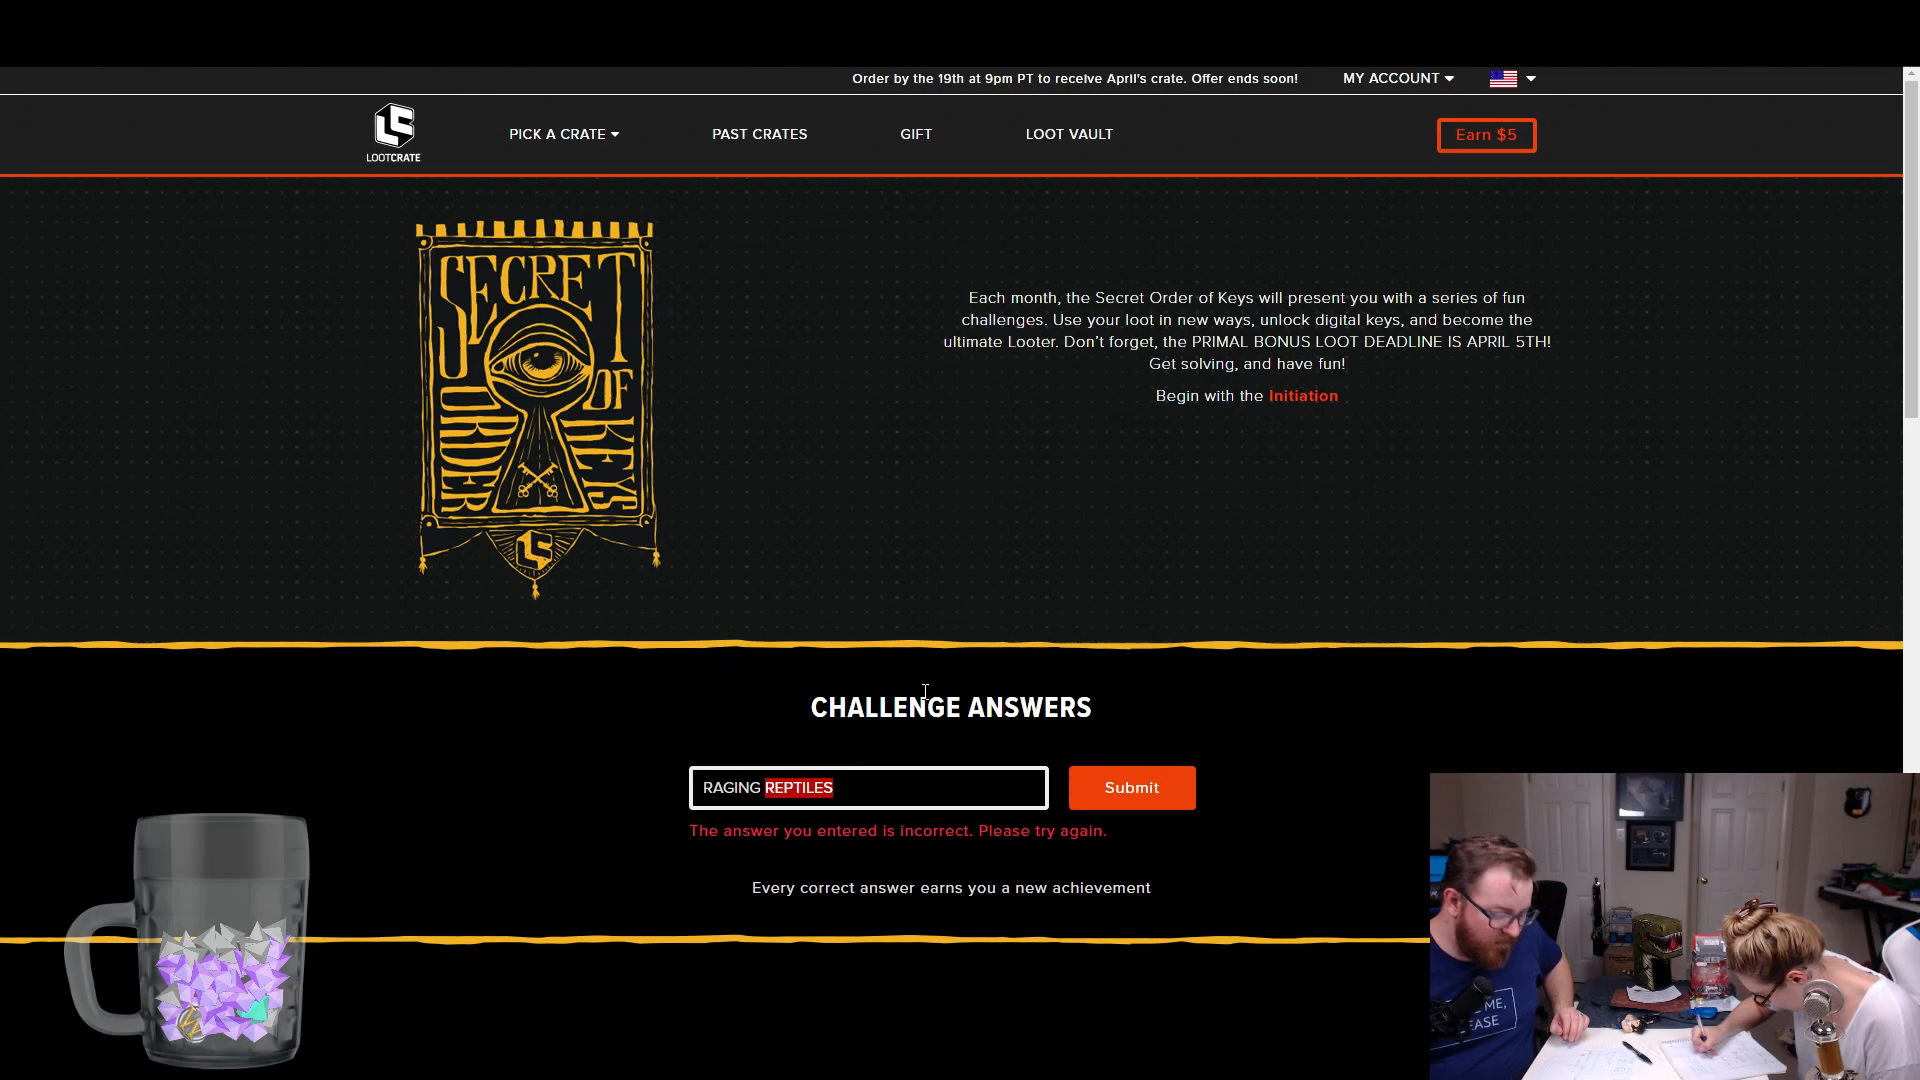 Order by the 19th at 9pm PT to receive April's crate. Offer ends soon!
MY ACCOUNT
LOOTCRATE
PICK A CRATE
PAST CRATES
GIFT
LOOT VAULT
Earn $5
SECRET
ORDER
OF
KEYS
Each month, the Secret Order of Keys will present you with a series of fun
challenges. Use your loot in new ways, unlock digital keys, and become the
ultimate Looter. Don't forget, the PRIMAL BONUS LOOT DEADLINE IS APRIL 5TH!
Get solving, and have fun!
Begin with the Initiation
CHALLENGE ANSWERS
RAGING REPTILES
Submit
The answer you entered is incorrect. Please try again.
Every correct answer earns you a new achievement